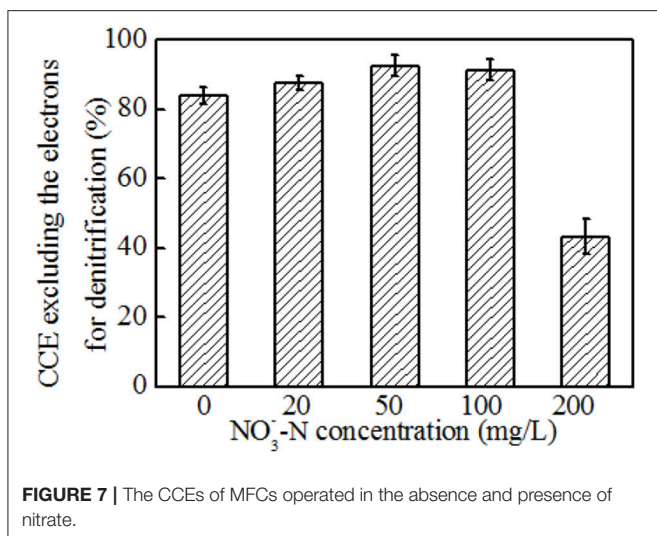 CCE excluding the electrons
for denitrification (%)
100
80
60
40
20
0
0 20 50 100 200
NO₃⁻-N concentration (mg/L)
FIGURE 7 | The CCEs of MFCs operated in the absence and presence of
nitrate.